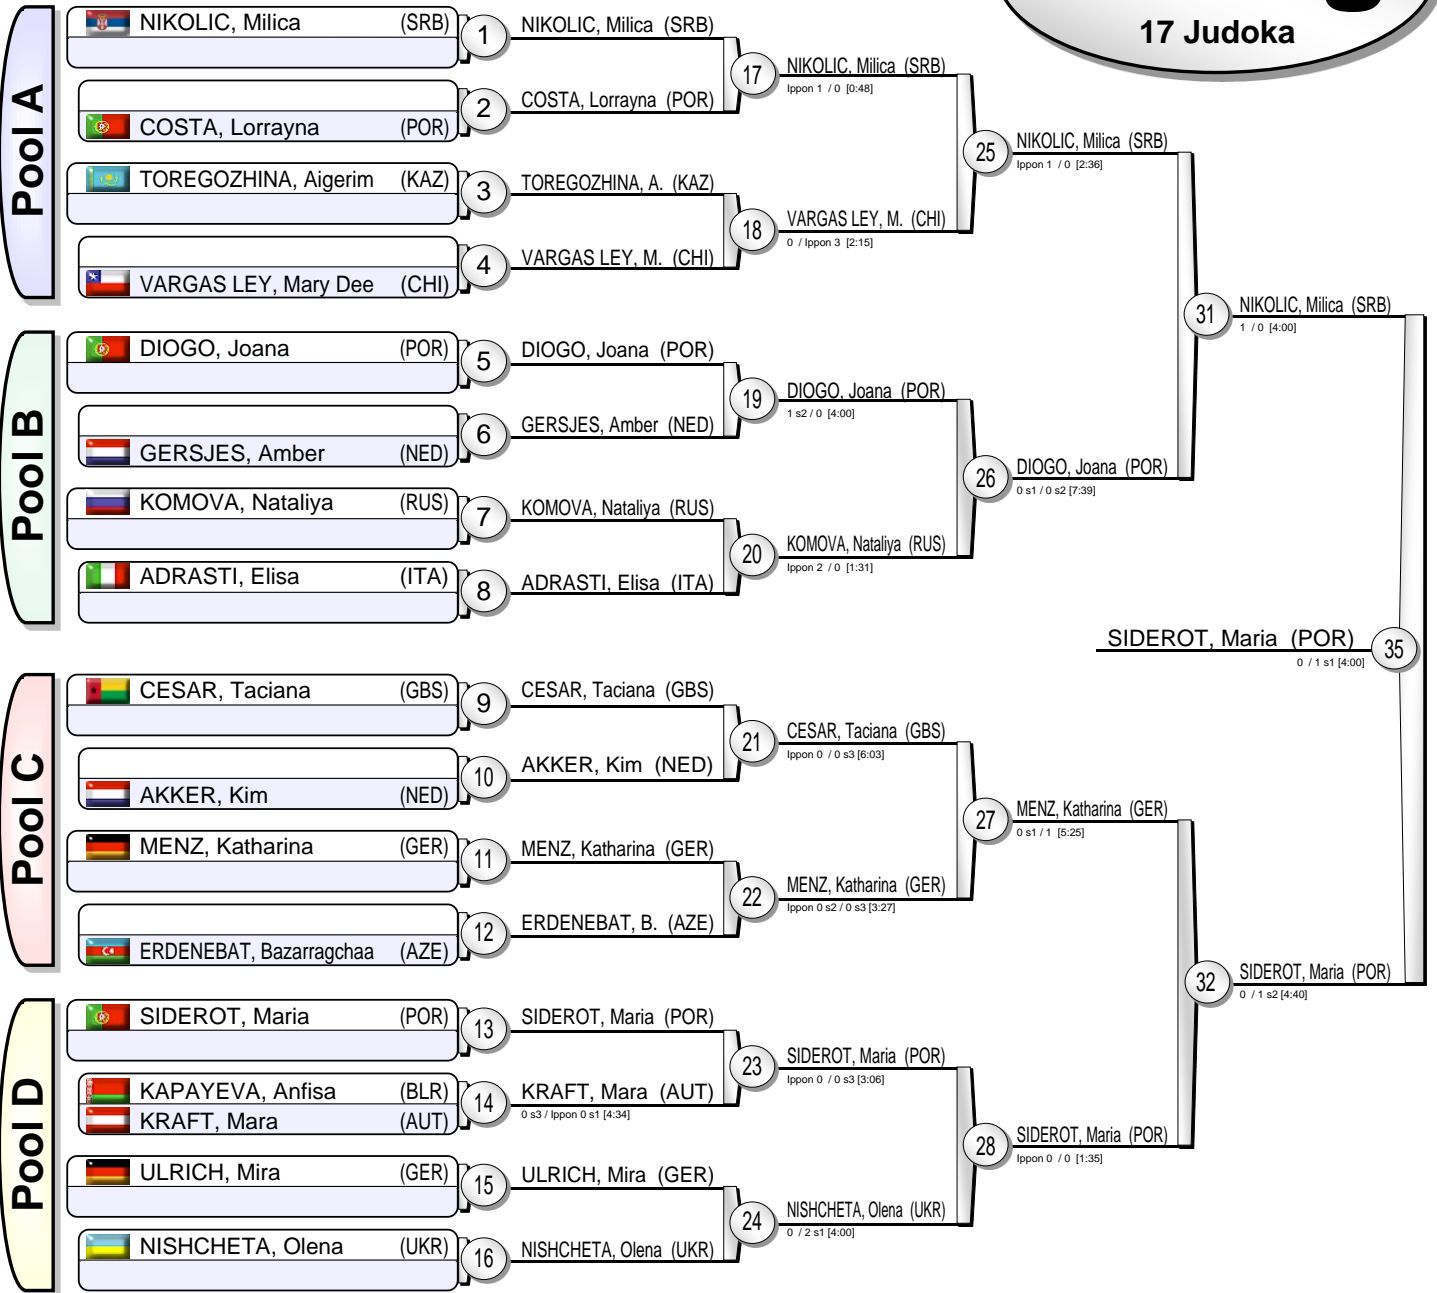 17 Judoka
Pool A
NIKOLIC, Milica (SRB)
1
NIKOLIC, Milica (SRB)
COSTA, Lorrayna (POR)
2
COSTA, Lorrayna (POR)
17
NIKOLIC, Milica (SRB)
Ippon 1 / 0 [0:48]
TOREGOZHINA, Aigerim (KAZ)
3
TOREGOZHINA, A. (KAZ)
VARGAS LEY, Mary Dee (CHI)
4
VARGAS LEY, M. (CHI)
18
VARGAS LEY, M. (CHI)
0 / Ippon 3 [2:15]
25
NIKOLIC, Milica (SRB)
Ippon 1 / 0 [2:36]
Pool B
DIOGO, Joana (POR)
5
DIOGO, Joana (POR)
GERSJES, Amber (NED)
6
GERSJES, Amber (NED)
19
DIOGO, Joana (POR)
1 s2 / 0 [4:00]
KOMOVA, Nataliya (RUS)
7
KOMOVA, Nataliya (RUS)
ADRASTI, Elisa (ITA)
8
ADRASTI, Elisa (ITA)
20
KOMOVA, Nataliya (RUS)
Ippon 2 / 0 [1:31]
26
DIOGO, Joana (POR)
0 s1 / 0 s2 [7:39]
31
NIKOLIC, Milica (SRB)
1 / 0 [4:00]
SIDEROT, Maria (POR)
0 / 1 s1 [4:00]
35
Pool C
CESAR, Taciana (GBS)
9
CESAR, Taciana (GBS)
AKKER, Kim (NED)
10
AKKER, Kim (NED)
21
CESAR, Taciana (GBS)
Ippon 0 / 0 s3 [6:03]
MENZ, Katharina (GER)
11
MENZ, Katharina (GER)
ERDENEBAT, Bazarragchaa (AZE)
12
ERDENEBAT, B. (AZE)
22
MENZ, Katharina (GER)
Ippon 0 s2 / 0 s3 [3:27]
27
MENZ, Katharina (GER)
0 s1 / 1 [5:25]
Pool D
SIDEROT, Maria (POR)
13
SIDEROT, Maria (POR)
KAPAYEVA, Anfisa (BLR)
KRAFT, Mara (AUT)
14
KRAFT, Mara (AUT)
0 s3 / Ippon 0 s1 [4:34]
23
SIDEROT, Maria (POR)
Ippon 0 / 0 s3 [3:06]
ULRICH, Mira (GER)
15
ULRICH, Mira (GER)
NISHCHETA, Olena (UKR)
16
NISHCHETA, Olena (UKR)
24
NISHCHETA, Olena (UKR)
0 / 2 s1 [4:00]
28
SIDEROT, Maria (POR)
Ippon 0 / 0 [1:35]
32
SIDEROT, Maria (POR)
0 / 1 s2 [4:40]